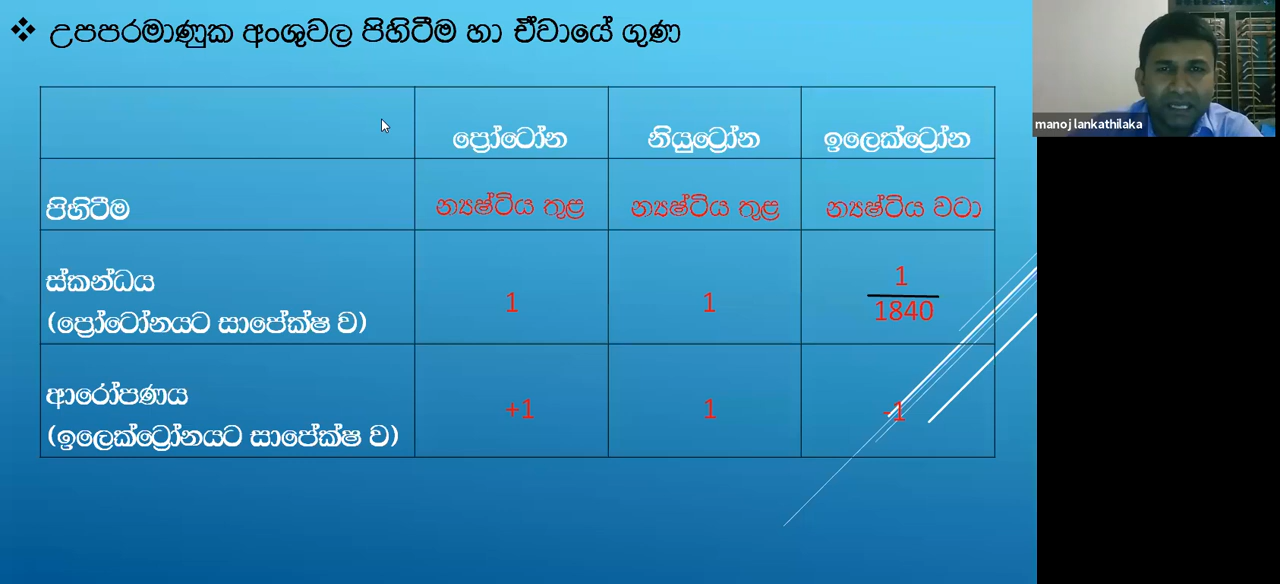 ❖ උපපරමාණුක අංශුවල පිහිටීම හා ඒවායේ ගුණ
manoj lankathilaka
ප්‍රෝටෝන නියුට්‍රෝන ඉලෙක්ට්‍රෝන
පිහිටීම න්‍යෂ්ටිය තුළ න්‍යෂ්ටිය තුළ න්‍යෂ්ටිය වටා
ස්කන්ධය
(ප්‍රෝටෝනයට සාපේක්ෂ ව) 1 1 1/1840
ආරෝපණය
(ඉලෙක්ට්‍රෝනයට සාපේක්ෂ ව) +1 1 -1